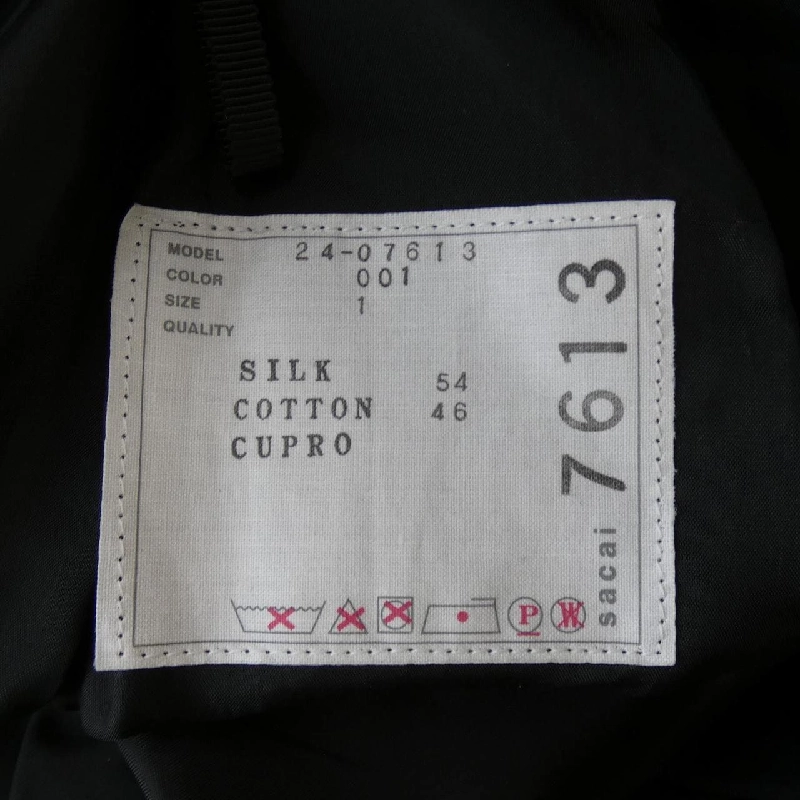 MODEL 24-07613
COLOR 001
SIZE 1
QUALITY
SILK 54
COTTON 46
CUPRO
P W
sacai 7613